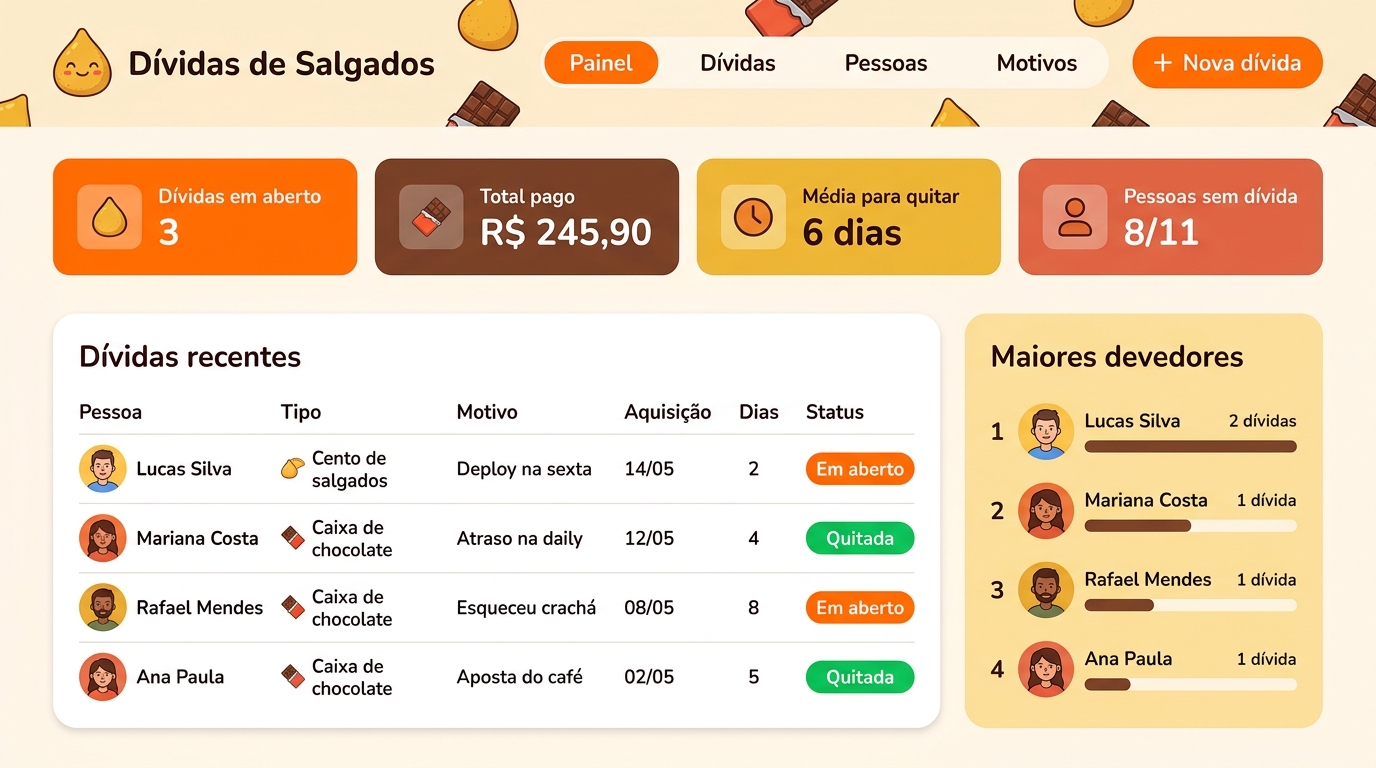 Dívidas de Salgados
Painel
Dívidas
Pessoas
Motivos
+ Nova dívida
Dívidas em aberto
3
Total pago
R$ 245,90
Média para quitar
6 dias
Pessoas sem dívida
8/11
Dívidas recentes
Pessoa Tipo Motivo Aquisição Dias Status
Lucas Silva
Cento de
salgados
Deploy na sexta
14/05
2
Em aberto
Mariana Costa
Caixa de
chocolate
Atraso na daily
12/05
4
Quitada
Rafael Mendes
Caixa de
chocolate
Esqueceu crachá
08/05
8
Em aberto
Ana Paula
Caixa de
chocolate
Aposta do café
02/05
5
Quitada
Maiores devedores
1
Lucas Silva
2 dívidas
2
Mariana Costa
1 dívida
3
Rafael Mendes
1 dívida
4
Ana Paula
1 dívida